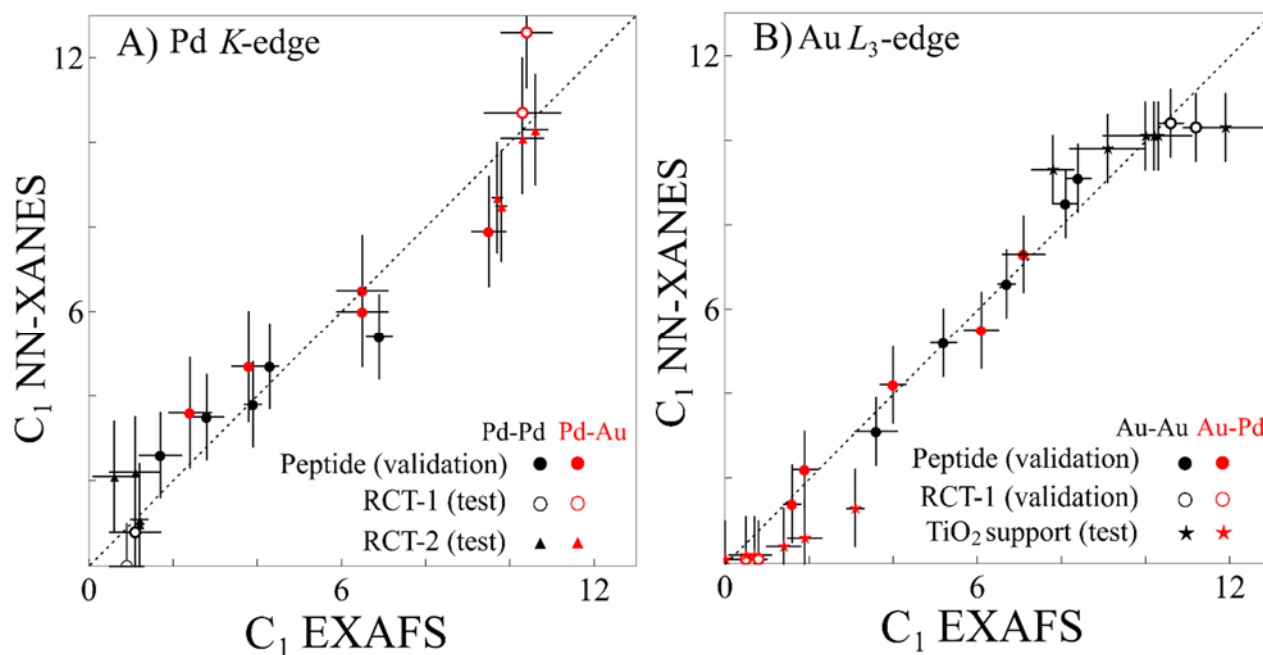 A) Pd K-edge
12
6
0
0 6 12
C₁ NN-XANES
C₁ EXAFS
Pd-Pd Pd-Au
Peptide (validation)
RCT-1 (test)
RCT-2 (test)
B) Au L₃-edge
12
6
0
0 6 12
C₁ NN-XANES
C₁ EXAFS
Au-Au Au-Pd
Peptide (validation)
RCT-1 (validation)
TiO₂ support (test)